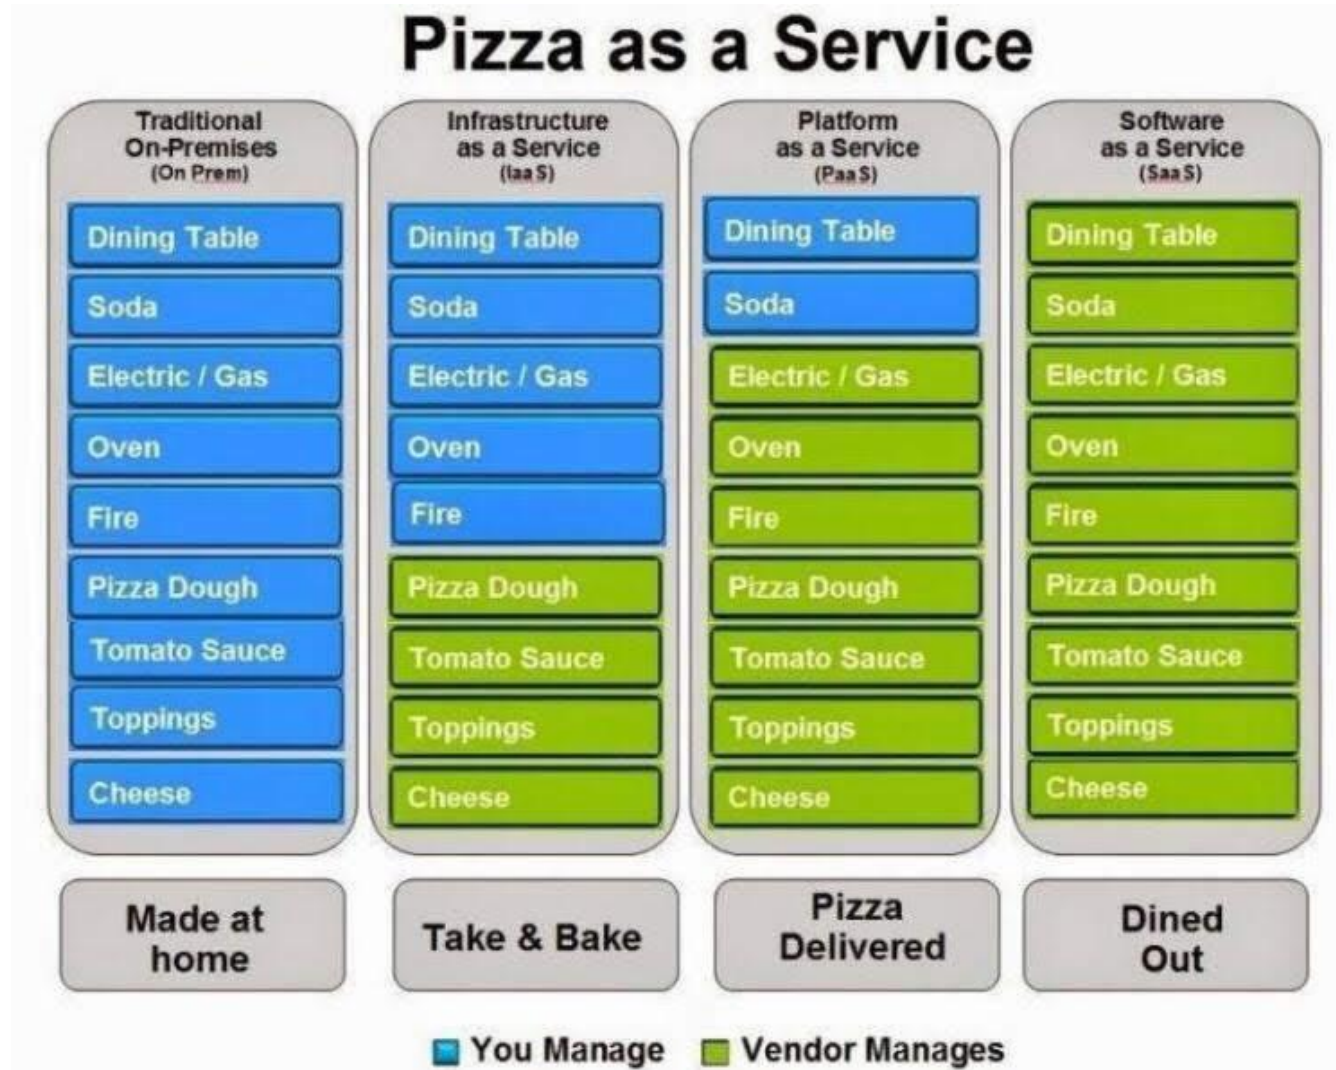 Pizza as a Service
Traditional
On-Premises
(On Prem)
Dining Table
Soda
Electric / Gas
Oven
Fire
Pizza Dough
Tomato Sauce
Toppings
Cheese
Made at
home
Infrastructure
as a Service
(IaaS)
Dining Table
Soda
Electric / Gas
Oven
Fire
Pizza Dough
Tomato Sauce
Toppings
Cheese
Take & Bake
Platform
as a Service
(PaaS)
Dining Table
Soda
Electric / Gas
Oven
Fire
Pizza Dough
Tomato Sauce
Toppings
Cheese
Pizza
Delivered
Software
as a Service
(SaaS)
Dining Table
Soda
Electric / Gas
Oven
Fire
Pizza Dough
Tomato Sauce
Toppings
Cheese
Dined
Out
You Manage
Vendor Manages